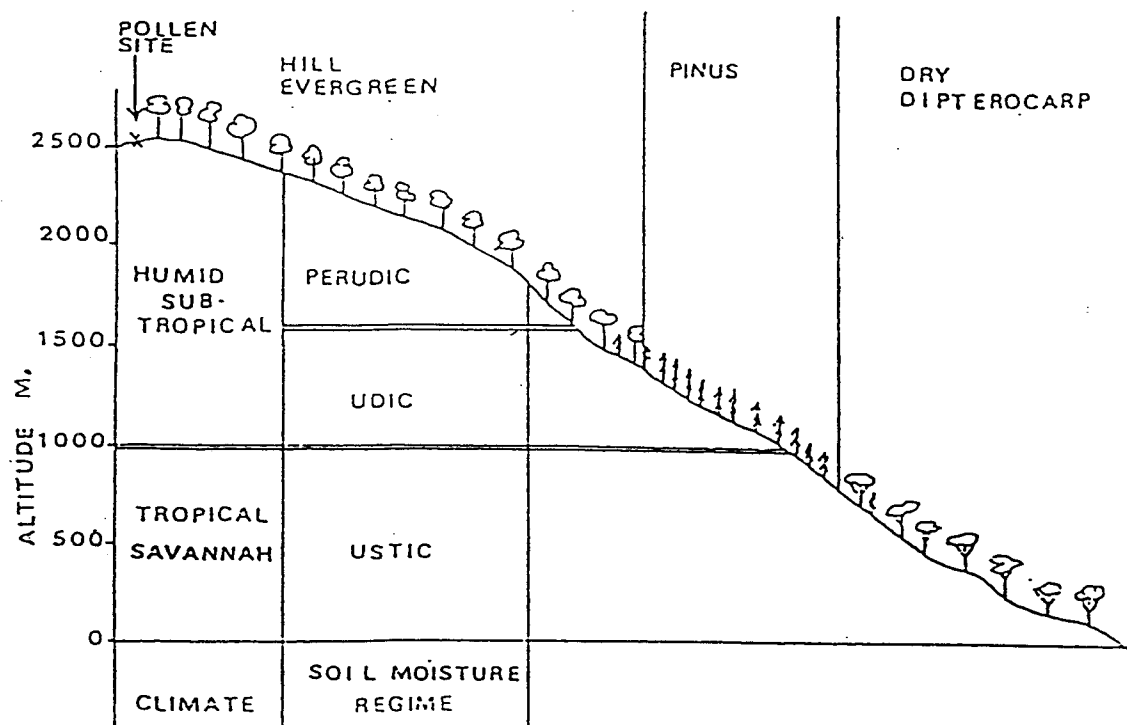 POLLEN
SITE
HILL
EVERGREEN
PINUS
DRY
DIPTEROCARP
2500
2000
1500
1000
500
0
ALTITUDE M.
HUMID
SUB-
TROPICAL
PERUDIC
UDIC
TROPICAL
SAVANNAH
USTIC
CLIMATE
SOIL MOISTURE
REGIME